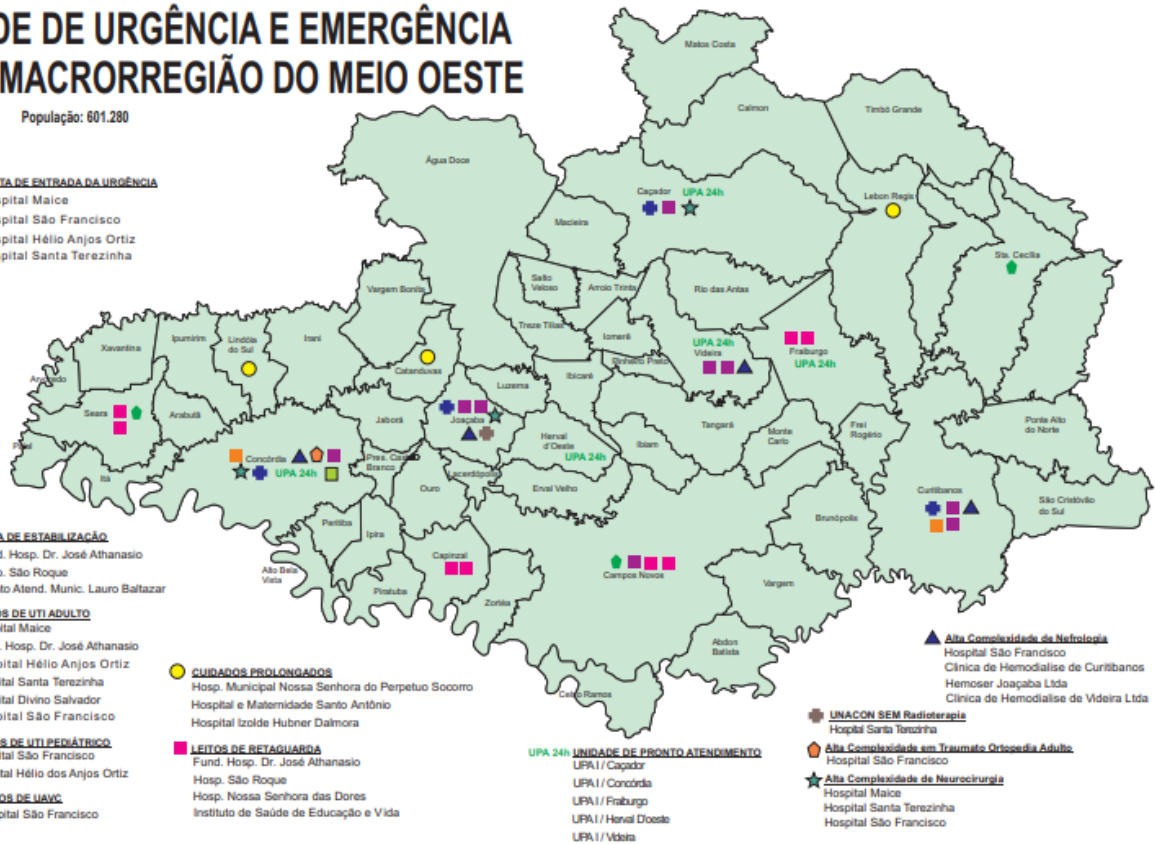 DE DE URGÊNCIA E EMERGÊNCIA
MACRORREGIÃO DO MEIO OESTE
População: 601.280
TA DE ENTRADA DA URGÊNCIA
spital Maice
spital São Francisco
spital Hélio Anjos Ortiz
spital Santa Terezinha
Matos Costa
Calmon
Timbó Grande
Água Doce
Caçador
UPA 24h
Lebon Regis
Macieira
Sta. Cecília
Salto
Veloso
Arroio Trinta
Rio das Antas
Vargem Bonita
Treze Tílias
Iomerê
UPA 24h
Videira
Fraiburgo
UPA 24h
Pinheiro Preto
Xavantina
Ipumirim
Lindóia
do Sul
Irani
Catanduvas
Ibicaré
Luzerna
Seara
Arabutã
Jaborá
Joaçaba
Herval
d'Oeste
UPA 24h
Ibiam
Tangará
Monte
Carlo
Frei
Rogério
Ponte Alto
do Norte
Concórdia
UPA 24h
Pres. Castelo
Branco
Lacerdópolis
Itá
Ouro
Erval Velho
Curitibanos
São Cristóvão
do Sul
Brunópolis
Peritiba
Ipira
Capinzal
Campos Novos
Alto Bela
Vista
Piratuba
Zortéa
Vargem
Abdon
Batista
Celso Ramos
A DE ESTABILIZAÇÃO
d. Hosp. Dr. José Athanasio
p. São Roque
to Atend. Munic. Lauro Baltazar
OS DE UTI ADULTO
ital Maice
. Hosp. Dr. José Athanasio
pital Hélio Anjos Ortiz
ital Santa Terezinha
ital Divino Salvador
pital São Francisco
OS DE UTI PEDIÁTRICO
ital São Francisco
tal Hélio dos Anjos Ortiz
OS DE UAVC
pital São Francisco
CUIDADOS PROLONGADOS
Hosp. Municipal Nossa Senhora do Perpetuo Socorro
Hospital e Maternidade Santo Antônio
Hospital Izolde Hubner Dalmora
LEITOS DE RETAGUARDA
Fund. Hosp. Dr. José Athanasio
Hosp. São Roque
Hosp. Nossa Senhora das Dores
Instituto de Saúde de Educação e Vida
UPA 24h UNIDADE DE PRONTO ATENDIMENTO
UPA I / Caçador
UPA I / Concórdia
UPA I / Fraiburgo
UPA I / Herval D'oeste
UPA I / Videira
Alta Complexidade de Nefrologia
Hospital São Francisco
Clinica de Hemodialise de Curitibanos
Hemoser Joaçaba Ltda
Clinica de Hemodialise de Videira Ltda
UNACON SEM Radioterapia
Hospital Santa Terezinha
Alta Complexidade em Traumato Ortopedia Adulto
Hospital São Francisco
Alta Complexidade de Neurocirurgia
Hospital Maice
Hospital Santa Terezinha
Hospital São Francisco